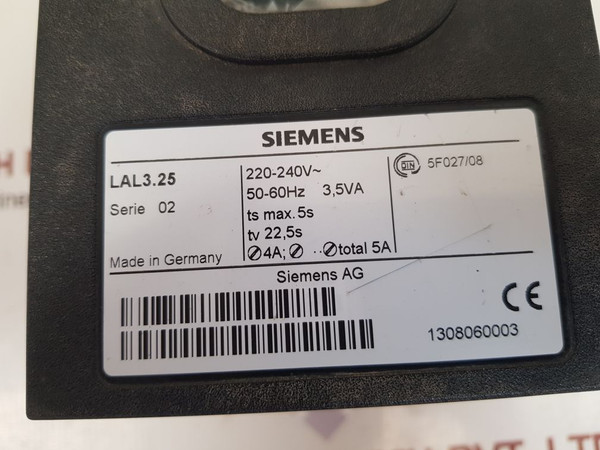 SIEMENS
LAL3.25
Serie 02
Made in Germany
220-240V~
50-60Hz 3,5VA
ts max. 5s
tv 22,5s
⊘4A; ⊘ ··⊘total 5A
DIN 5F027/08
Siemens AG
CE
1308060003